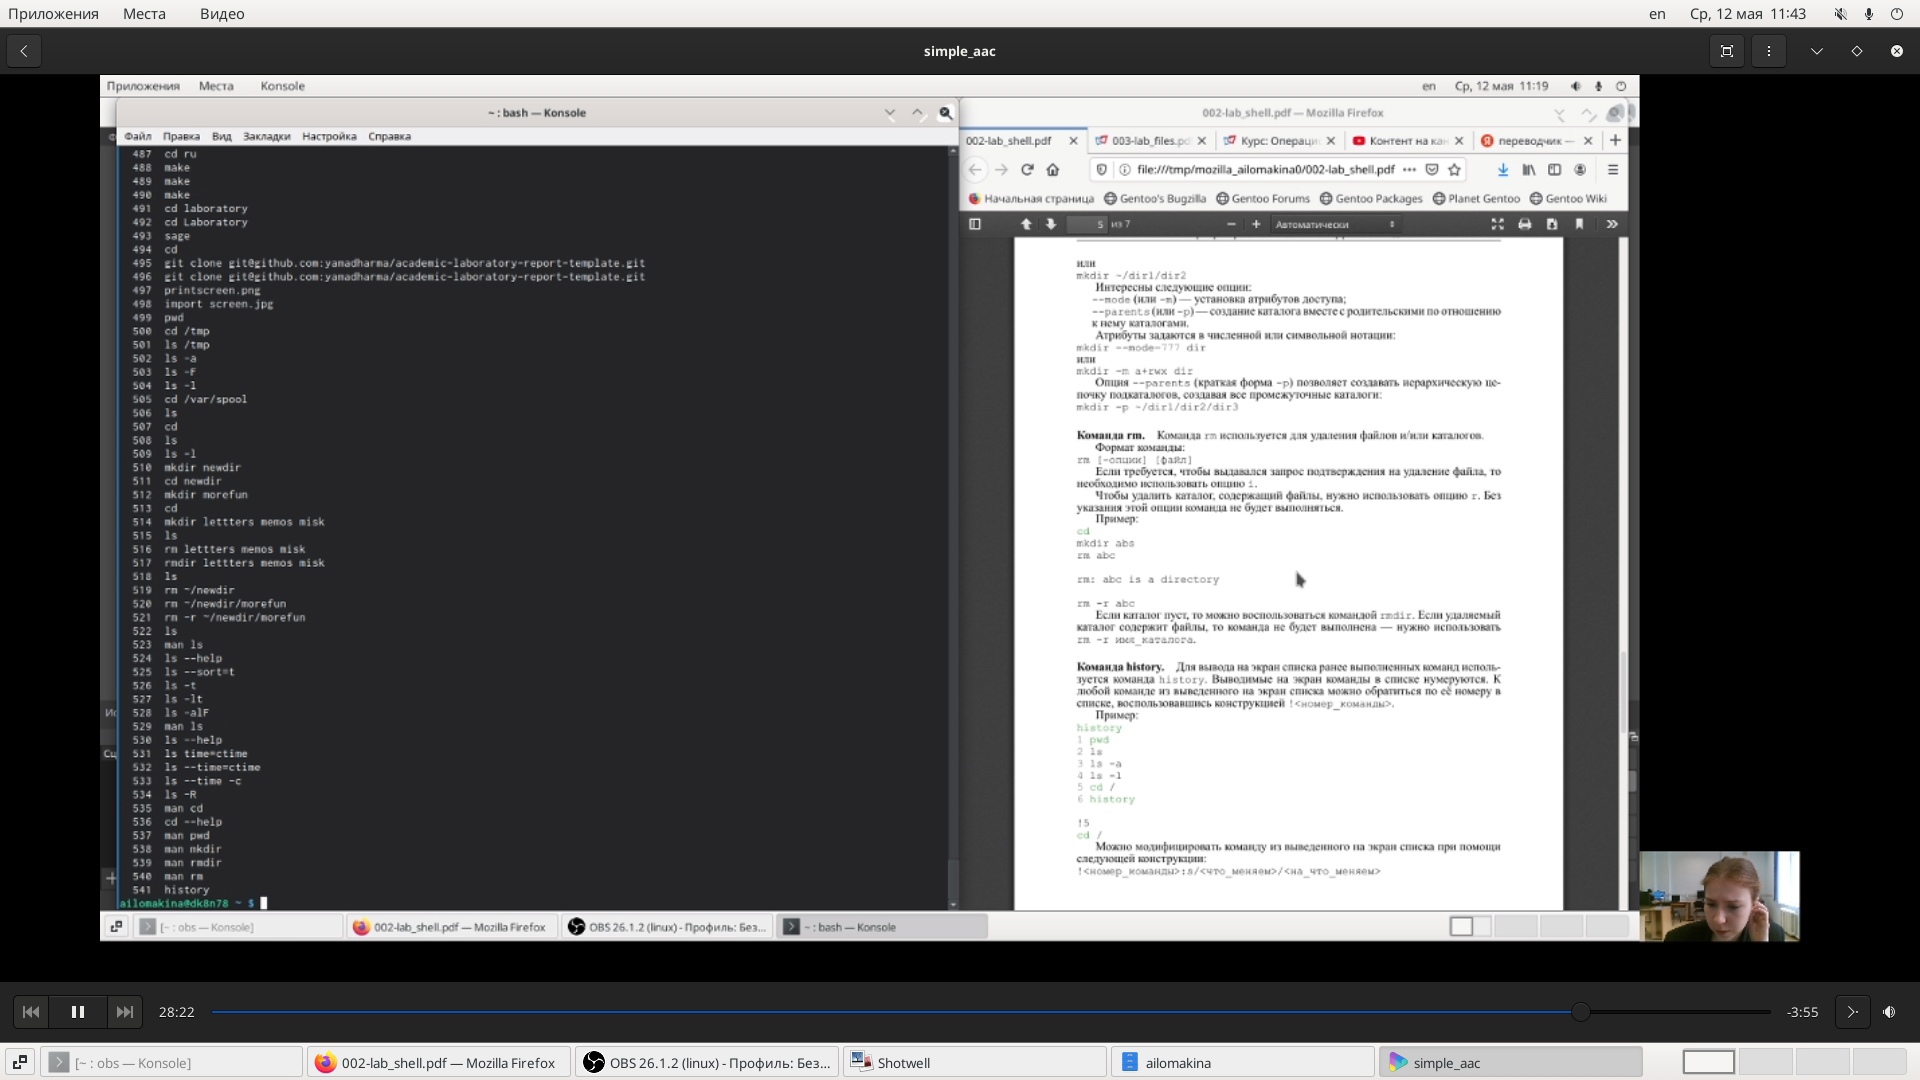 Приложения Места Видео en Ср, 12 мая 11:43
simple_aac
Приложения Места Konsole en Ср, 12 мая 11:19
~ : bash — Konsole
Файл Правка Вид Закладки Настройка Справка
487 cd ru
488 make
489 make
490 make
491 cd laboratory
492 cd Laboratory
493 sage
494 cd
495 git clone git@github.com:yamadharma/academic-laboratory-report-template.git
496 git clone git@github.com:yamadharma/academic-laboratory-report-template.git
497 printscreen.png
498 import screen.jpg
499 pwd
500 cd /tmp
501 ls /tmp
502 ls -a
503 ls -F
504 ls -l
505 cd /var/spool
506 ls
507 cd
508 ls
509 ls -l
510 mkdir newdir
511 cd newdir
512 mkdir morefun
513 cd
514 mkdir lettters memos misk
515 ls
516 rm lettters memos misk
517 rmdir lettters memos misk
518 ls
519 rm ~/newdir
520 rm ~/newdir/morefun
521 rm -r ~/newdir/morefun
522 ls
523 man ls
524 ls --help
525 ls --sort=t
526 ls -t
527 ls -lt
528 ls -alF
529 man ls
530 ls --help
531 ls time=ctime
532 ls --time=ctime
533 ls --time -c
534 ls -R
535 man cd
536 cd --help
537 man pwd
538 man mkdir
539 man rmdir
540 man rm
541 history
ailomakina@dk8n78 ~ $
002-lab_shell.pdf — Mozilla Firefox
002-lab_shell.pdf 003-lab_files.pd Курс: Операци Контент на кан переводчик —
file:///tmp/mozilla_ailomakina0/002-lab_shell.pdf
Начальная страница Gentoo's Bugzilla Gentoo Forums Gentoo Packages Planet Gentoo Gentoo Wiki
5 из 7 Автоматически
или
mkdir ~/dir1/dir2
Интересны следующие опции:
--mode (или -m) — установка атрибутов доступа;
--parents (или -p) — создание каталога вместе с родительскими по отношению
к нему каталогами.
Атрибуты задаются в численной или символьной нотации:
mkdir --mode=777 dir
или
mkdir -m a+rwx dir
Опция --parents (краткая форма -p) позволяет создавать иерархическую це-
почку подкаталогов, создавая все промежуточные каталоги:
mkdir -p ~/dir1/dir2/dir3
Команда rm. Команда rm используется для удаления файлов и/или каталогов.
Формат команды:
rm [-опции] [файл]
Если требуется, чтобы выдавался запрос подтверждения на удаление файла, то
необходимо использовать опцию i.
Чтобы удалить каталог, содержащий файлы, нужно использовать опцию r. Без
указания этой опции команда не будет выполняться.
Пример:
cd
mkdir abs
rm abc
rm: abc is a directory
rm -r abc
Если каталог пуст, то можно воспользоваться командой rmdir. Если удаляемый
каталог содержит файлы, то команда не будет выполнена — нужно использовать
rm -r имя_каталога.
Команда history. Для вывода на экран списка ранее выполненных команд исполь-
зуется команда history. Выводимые на экран команды в списке нумеруются. К
любой команде из выведенного на экран списка можно обратиться по её номеру в
списке, воспользовавшись конструкцией !<номер_команды>.
Пример:
history
1 pwd
2 ls
3 ls -a
4 ls -l
5 cd /
6 history
!5
cd /
Можно модифицировать команду из выведенного на экран списка при помощи
следующей конструкции:
!<номер_команды>:s/<что_меняем>/<на_что_меняем>
[~ : obs — Konsole] 002-lab_shell.pdf — Mozilla Firefox OBS 26.1.2 (linux) - Профиль: Без... ~ : bash — Konsole
28:22 -3:55
[~ : obs — Konsole] 002-lab_shell.pdf — Mozilla Firefox OBS 26.1.2 (linux) - Профиль: Без... Shotwell ailomakina simple_aac